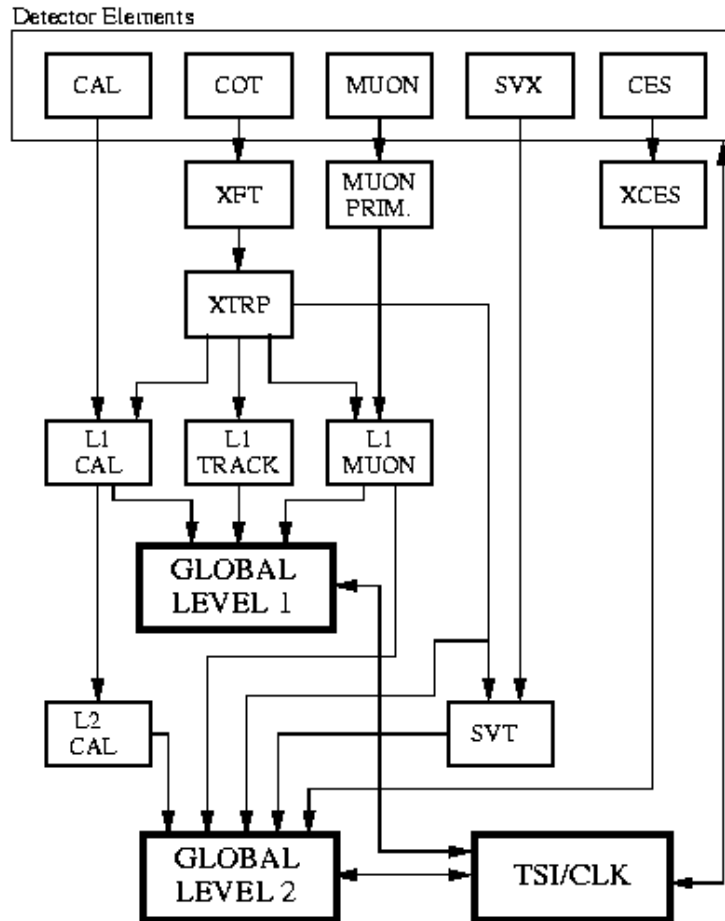 Detector Elements
CAL
COT
MUON
SVX
CES
XFT
MUON
PRIM.
XCES
XTRP
L1
CAL
L1
TRACK
L1
MUON
GLOBAL
LEVEL 1
L2
CAL
SVT
GLOBAL
LEVEL 2
TSI/CLK